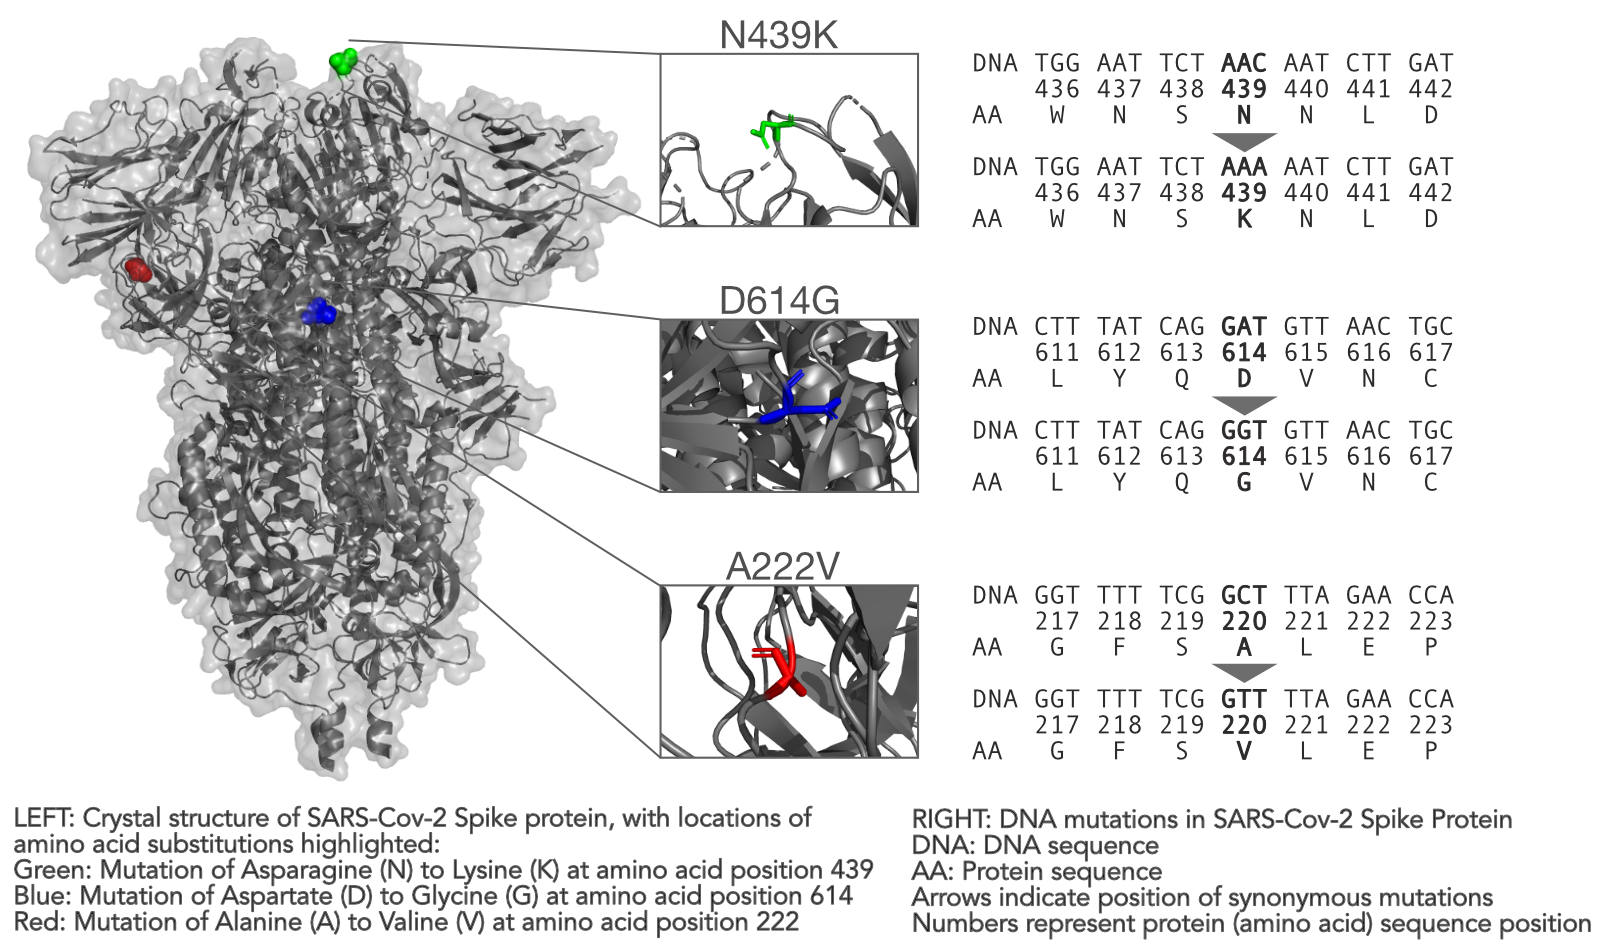 N439K
DNA TGG AAT TCT AAC AAT CTT GAT
436 437 438 439 440 441 442
AA W N S N N L D
DNA TGG AAT TCT AAA AAT CTT GAT
436 437 438 439 440 441 442
AA W N S K N L D
D614G
DNA CTT TAT CAG GAT GTT AAC TGC
611 612 613 614 615 616 617
AA L Y Q D V N C
DNA CTT TAT CAG GGT GTT AAC TGC
611 612 613 614 615 616 617
AA L Y Q G V N C
A222V
DNA GGT TTT TCG GCT TTA GAA CCA
217 218 219 220 221 222 223
AA G F S A L E P
DNA GGT TTT TCG GTT TTA GAA CCA
217 218 219 220 221 222 223
AA G F S V L E P
LEFT: Crystal structure of SARS-Cov-2 Spike protein, with locations of
amino acid substitutions highlighted:
Green: Mutation of Asparagine (N) to Lysine (K) at amino acid position 439
Blue: Mutation of Aspartate (D) to Glycine (G) at amino acid position 614
Red: Mutation of Alanine (A) to Valine (V) at amino acid position 222
RIGHT: DNA mutations in SARS-Cov-2 Spike Protein
DNA: DNA sequence
AA: Protein sequence
Arrows indicate position of synonymous mutations
Numbers represent protein (amino acid) sequence position